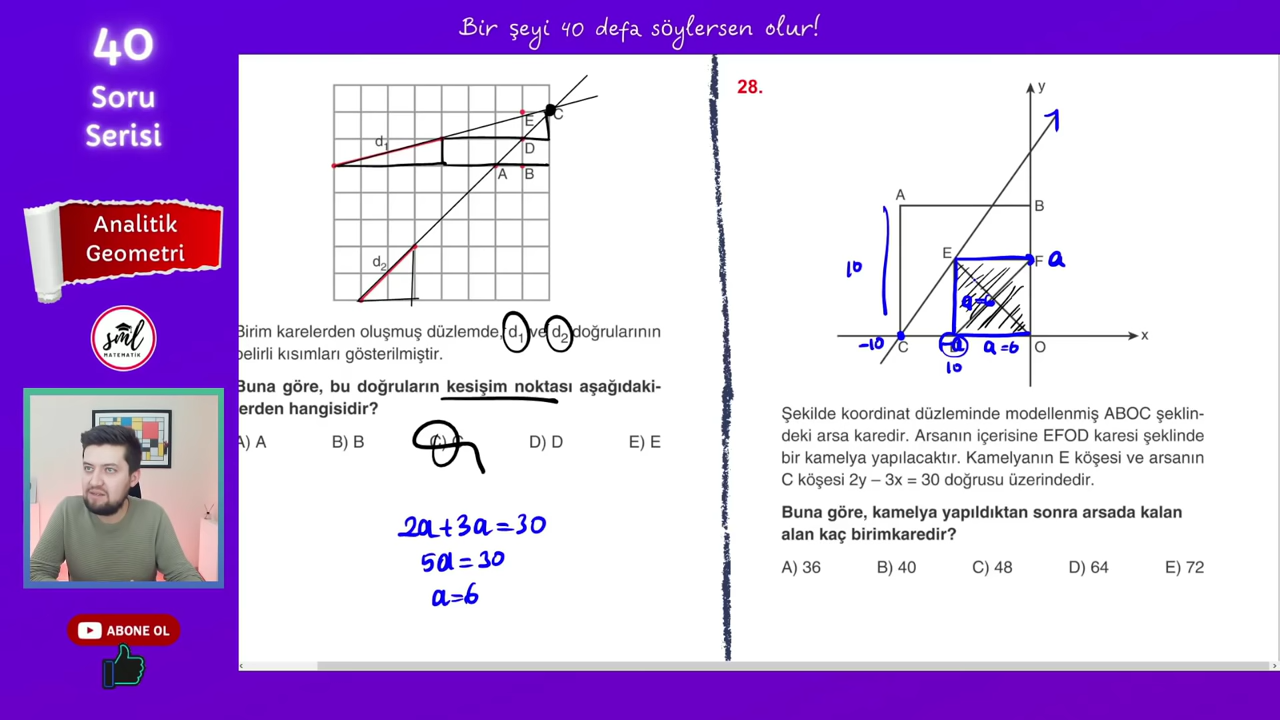 Bir şeyi 40 defa söylersen olur!
40
Soru
Serisi
Analitik
Geometri
sml
MATEMATİK
ABONE OL
d1
d2
E
C
D
A
B
Birim karelerden oluşmuş düzlemde, d1 ve d2 doğrularının
belirli kısımları gösterilmiştir.
Buna göre, bu doğruların kesişim noktası aşağıdaki-
erden hangisidir?
A) A B) B C) C D) D E) E
2a+3a=30
5a=30
a=6
28.
y
A
B
E
F a
10
a=6
-10
C
-a
a=6
O
x
10
Şekilde koordinat düzleminde modellenmiş ABOC şeklin-
deki arsa karedir. Arsanın içerisine EFOD karesi şeklinde
bir kamelya yapılacaktır. Kamelyanın E köşesi ve arsanın
C köşesi 2y – 3x = 30 doğrusu üzerindedir.
Buna göre, kamelya yapıldıktan sonra arsada kalan
alan kaç birimkaredir?
A) 36 B) 40 C) 48 D) 64 E) 72